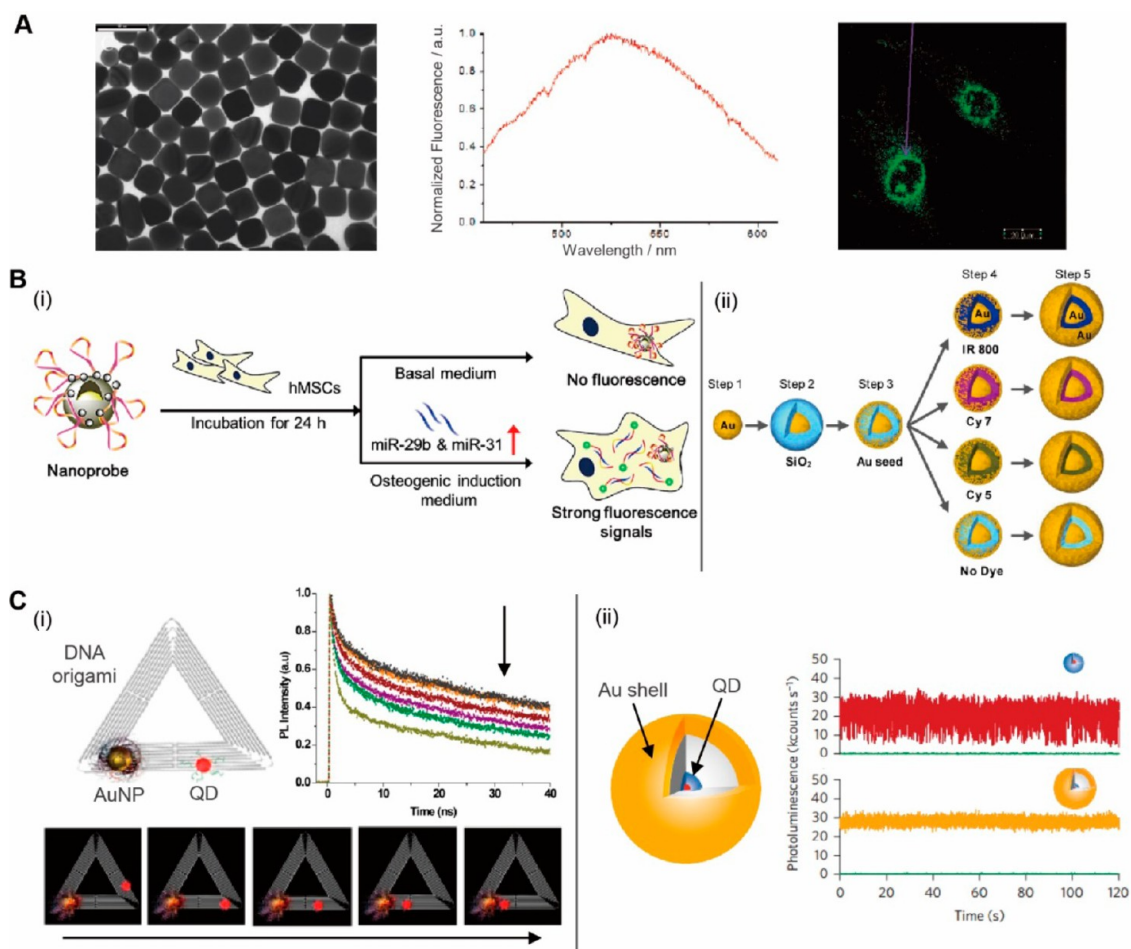 A
Normalized Fluorescence / a.u.
1.0
0.8
0.6
0.4
0.2
0.0
500
550
600
Wavelength / nm
20 μm
B
(i)
Nanoprobe
hMSCs
Incubation for 24 h
Basal medium
miR-29b & miR-31
Osteogenic induction
medium
No fluorescence
Strong fluorescence
signals
(ii)
Step 1
Step 2
Step 3
Step 4
Step 5
Au
SiO₂
Au seed
Au
IR 800
Au
Cy 7
Cy 5
No Dye
C
(i)
DNA
origami
AuNP
QD
PL Intensity (a.u)
1.0
0.8
0.6
0.4
0.2
0
0
10
20
30
40
Time (ns)
(ii)
Au shell
QD
Photoluminescence (kcounts s⁻¹)
50
40
30
20
10
0
50
40
30
20
10
0
0
20
40
60
80
100
120
Time (s)